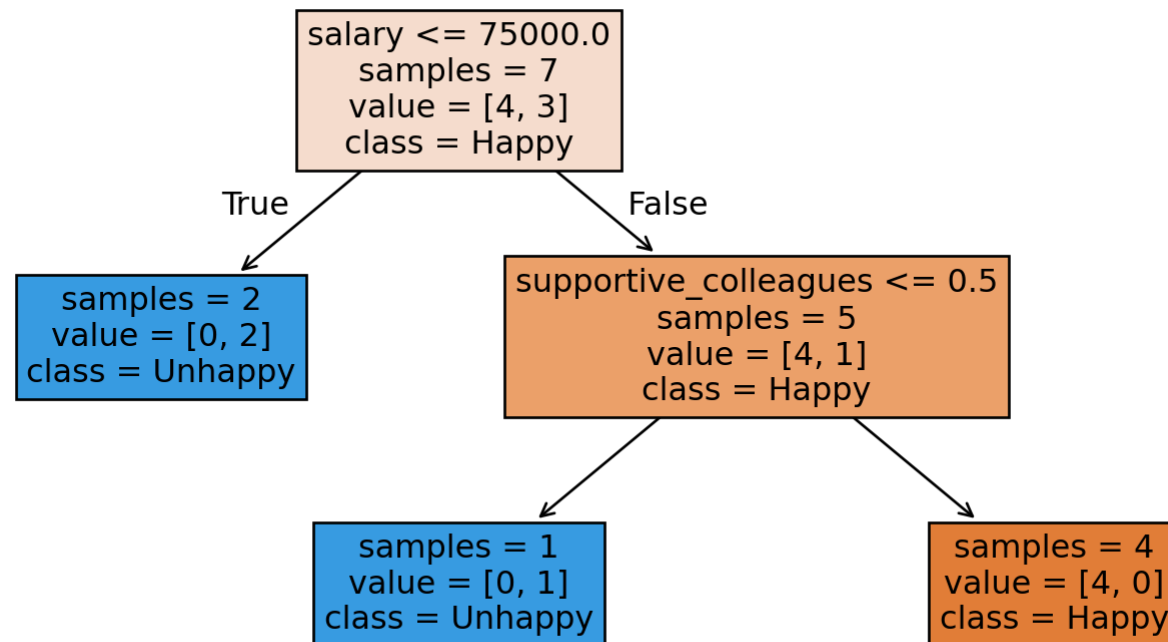 salary <= 75000.0
samples = 7
value = [4, 3]
class = Happy
True
False
samples = 2
value = [0, 2]
class = Unhappy
supportive_colleagues <= 0.5
samples = 5
value = [4, 1]
class = Happy
samples = 1
value = [0, 1]
class = Unhappy
samples = 4
value = [4, 0]
class = Happy